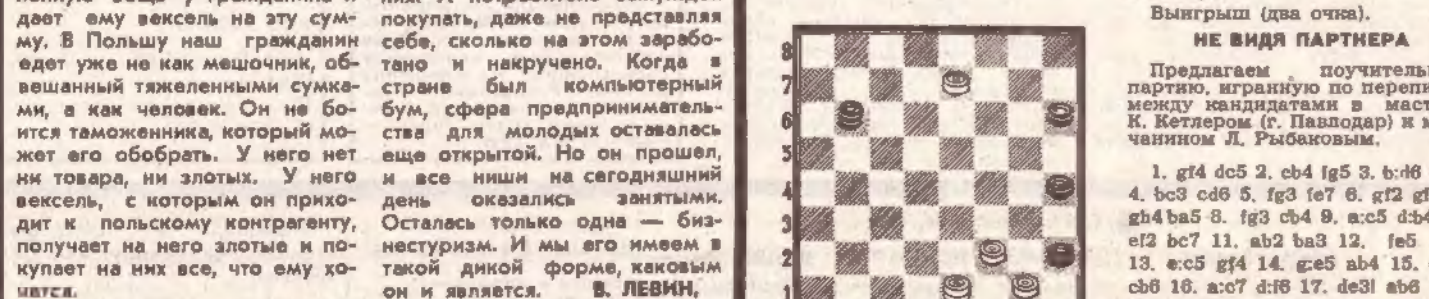 дает ему вексель на эту сум-
му. В Польшу наш гражданин
едет уже не как мешочник, об-
вешанный тяжеленными сумка-
ми, а как человек. Он не бо-
ится таможенника, который мо-
жет его обобрать. У него нет
ни товара, ни злотых. У него
вексель, с которым он прихо-
дит к польскому контрагенту,
получает на него злотые и по-
купает на них все, что ему хо-
чется.
покупать, даже не представляя
себе, сколько на этом зарабо-
тано и накручено. Когда в
стране был компьютерный
бум, сфера предприниматель-
ства для молодых оставалась
еще открытой. Но он прошел,
и все ниши на сегодняшний
день оказались занятыми.
Осталась только одна — биз-
нестуризм. И мы его имеем в
такой дикой форме, каковым
он и является. В. ЛЕВИН,
8
7
6
5
4
3
2
1
Выигрыш (два очка).
НЕ ВИДЯ ПАРТНЕРА
Предлагаем поучитель
партию, игранную по перепи
между кандидатами в маст
К. Кетлером (г. Павлодар) и м
чанином Л. Рыбаковым.
1. gf4 dc5 2. cb4 fg5 3. b:d6
4. bc3 cd6 5. fg3 fe7 6. gf2 gf
gh4 ba5 8. fg3 cb4 9. a:c5 d:b4
ef2 bc7 11. ab2 ba3 12. fe5
13. e:c5 gf4 14. g:e5 ab4 15.
cb6 16. a:c7 d:f6 17. de3! ab6